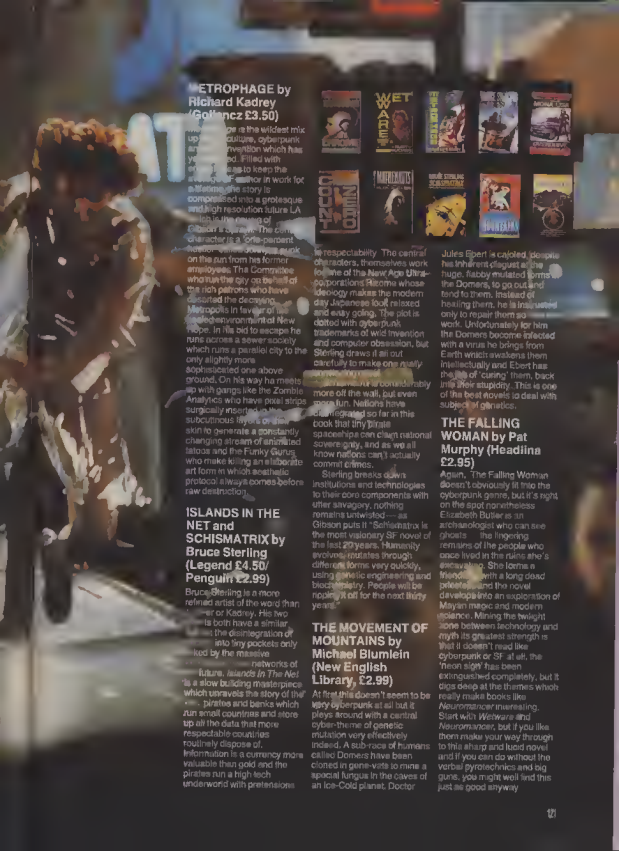 METROPHAGE by
Richard Kadrey
(Gollancz £3.50)
is the wildest mix
culture, cyberpunk
invention which has
Filled with
to keep the
author in work for
a lifetime, the story is
compressed into a grotesque
and high resolution future LA
which is the
Gibson's The
character is a
on the run from his former
employees, The Committee
who run the city on behalf of
the rich patrons who have
deserted the decaying
Metropolis in favour of the
environment of New
Hope. In his bid to escape he
runs across a sewer society
which runs a parallel city to the
only slightly more
sophisticated one above
ground. On his way he meets
up with gangs like the Zombie
Analytics who have pixel strips
surgically inserted in the
subcutinous layers of their
skin to generate a constantly
changing stream of animated
tatoos and the Funky Gurus
who make killing an elaborate
art form in which aesthetic
protocol always comes before
raw destruction.
ISLANDS IN THE
NET and
SCHISMATRIX by
Bruce Sterling
(Legend £4.50/
Penguin £2.99)
Bruce Sterling is a more
refined artist of the word than
or Kadrey. His two
both have a similar
the disintegration of
into tiny pockets only
linked by the massive
networks of
future. Islands In The Net
is a slow building masterpiece
which unravels the story of the
pirates and banks which
run small countries and store
up all the data that more
respectable countries
routinely dispose of.
Information is a currency more
valuable than gold and the
pirates run a high tech
underworld with pretensions
to respectability. The central
characters, themselves work
for one of the New Age Ultra-
corporations Rizome whose
ideology makes the modern
day Japanese look relaxed
and easy going. The plot is
dotted with cyberpunk
trademarks of wild invention
and computer obsession, but
Sterling draws it all out
carefully to make one really
is considerably
more off the wall, but even
more fun. Nations have
disintegrated so far in this
book that tiny pirate
spaceships can claim national
sovereignty, and as we all
know nations can't actually
commit crimes.
Sterling breaks down
institutions and technologies
to their core components with
utter savagery, nothing
remains untwisted — as
Gibson puts it "Schismatrix is
the most visionary SF novel of
the last 20 years. Humanity
evolves, mutates through
different forms very quickly,
using genetic engineering and
biochemistry. People will be
ripping it off for the next thirty
years."
THE MOVEMENT OF
MOUNTAINS by
Michael Blumlein
(New English
Library, £2.99)
At first this doesn't seem to be
very cyberpunk at all but it
plays around with a central
cyber-theme of genetic
mutation very effectively
indeed. A sub-race of humans
called Domers have been
cloned in gene-vats to mine a
special fungus in the caves of
an Ice-Cold planet. Doctor
Jules Ebert is cajoled, despite
his inherent disgust at the
huge, flabby mutated forms of
the Domers, to go out and
tend to them. Instead of
healing them, he is instructed
only to repair them so
work. Unfortunately for him
the Domers become infected
with a virus he brings from
Earth which awakens them
intellectually and Ebert has
the job of 'curing' them, back
into their stupidity. This is one
of the best novels to deal with
subject of genetics.
THE FALLING
WOMAN by Pat
Murphy (Headline
£2.95)
Again, The Falling Woman
doesn't obviously fit into the
cyberpunk genre, but it's right
on the spot nonetheless
Elizabeth Butler is an
archaeologist who can see
ghosts the lingering
remains of the people who
once lived in the ruins she's
excavating. She forms a
friendship with a long dead
priestess and the novel
develops into an exploration of
Mayan magic and modern
science. Mining the twilight
zone between technology and
myth its greatest strength is
that it doesn't read like
cyberpunk or SF at all, the
'neon sign' has been
extinguished completely, but it
digs deep at the themes which
really make books like
Neuromancer interesting.
Start with Wetware and
Neuromancer, but if you like
them make your way through
to this sharp and lucid novel
and if you can do without the
verbal pyrotechnics and big
guns, you might well find this
just as good anyway
WET
WARE
COUNT
ZERO
121